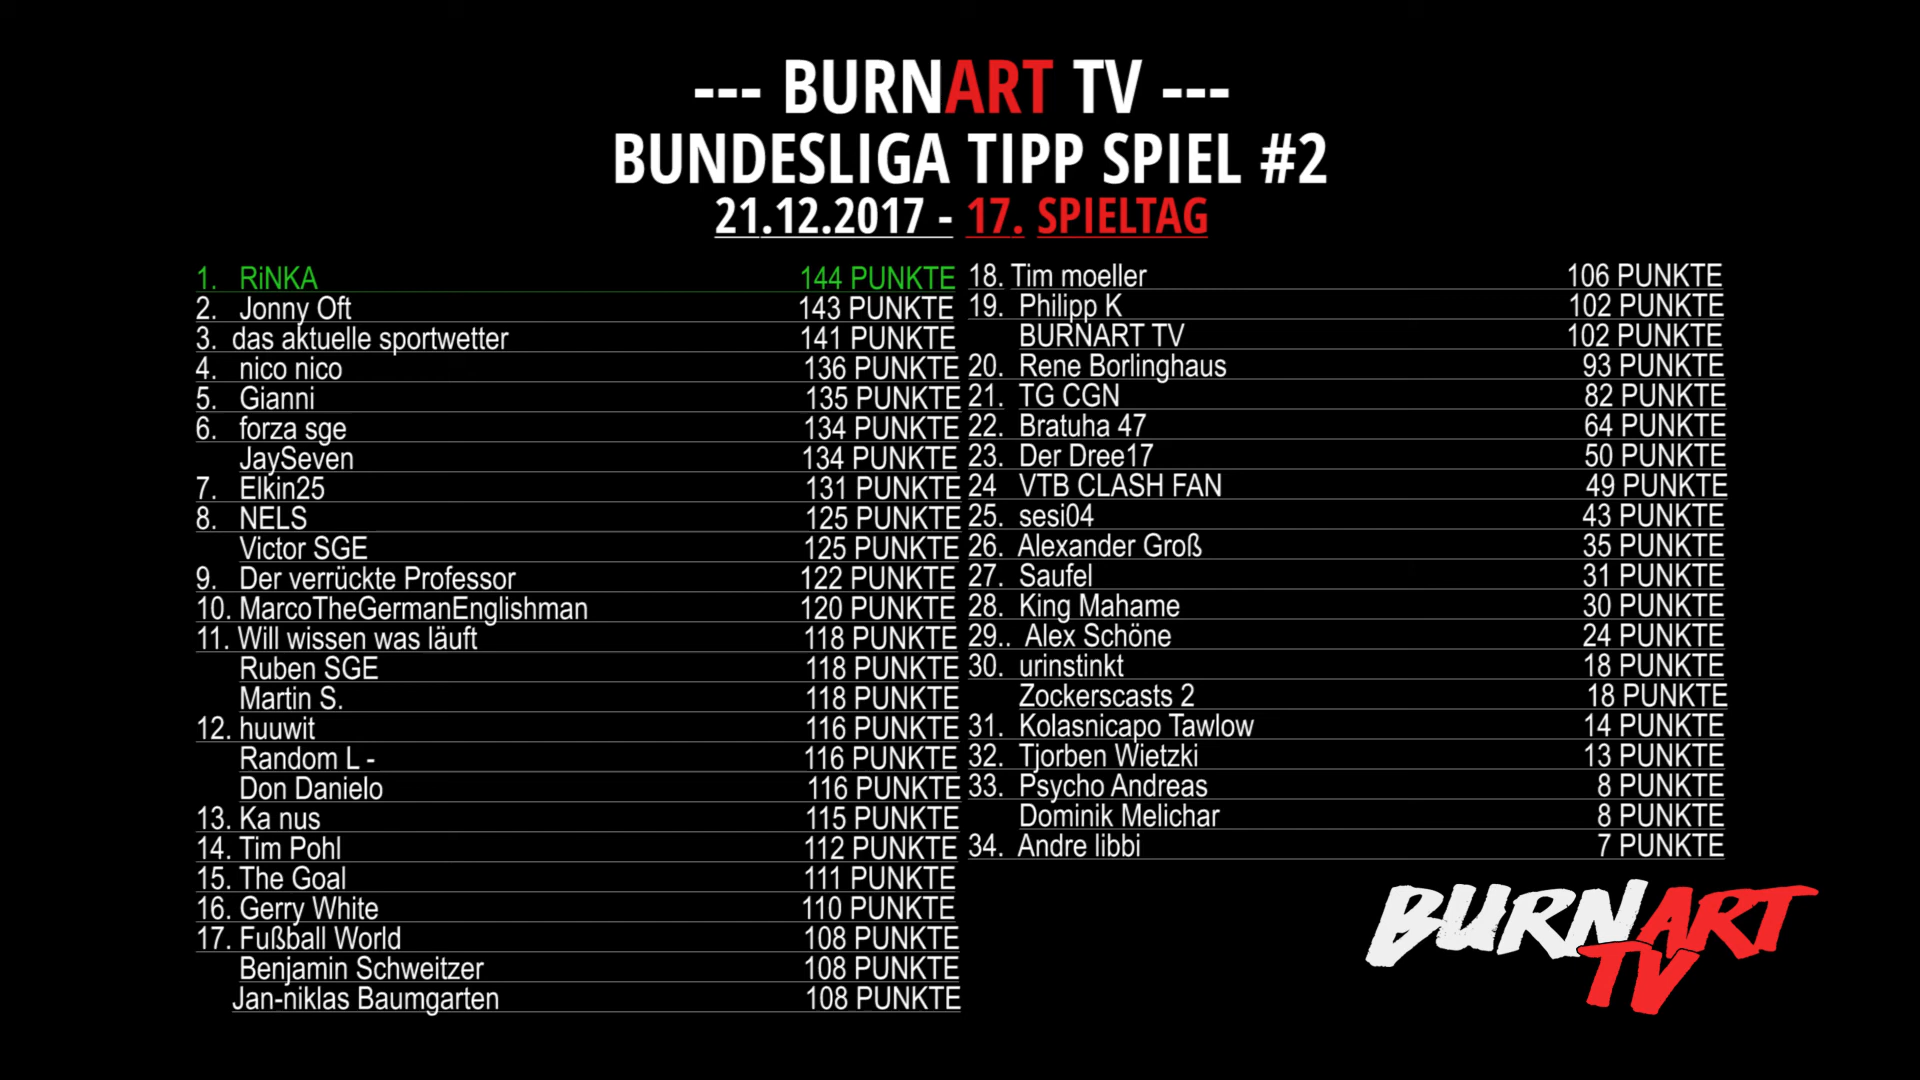 --- BURNART TV ---
BUNDESLIGA TIPP SPIEL #2
21.12.2017 - 17. SPIELTAG
1. RiNKA 144 PUNKTE
2. Jonny Oft 143 PUNKTE
3. das aktuelle sportwetter 141 PUNKTE
4. nico nico 136 PUNKTE
5. Gianni 135 PUNKTE
6. forza sge 134 PUNKTE
JaySeven 134 PUNKTE
7. Elkin25 131 PUNKTE
8. NELS 125 PUNKTE
Victor SGE 125 PUNKTE
9. Der verrückte Professor 122 PUNKTE
10. MarcoTheGermanEnglishman 120 PUNKTE
11. Will wissen was läuft 118 PUNKTE
Ruben SGE 118 PUNKTE
Martin S. 118 PUNKTE
12. huuwit 116 PUNKTE
Random L - 116 PUNKTE
Don Danielo 116 PUNKTE
13. Ka nus 115 PUNKTE
14. Tim Pohl 112 PUNKTE
15. The Goal 111 PUNKTE
16. Gerry White 110 PUNKTE
17. Fußball World 108 PUNKTE
Benjamin Schweitzer 108 PUNKTE
Jan-niklas Baumgarten 108 PUNKTE
18. Tim moeller 106 PUNKTE
19. Philipp K 102 PUNKTE
BURNART TV 102 PUNKTE
20. Rene Borlinghaus 93 PUNKTE
21. TG CGN 82 PUNKTE
22. Bratuha 47 64 PUNKTE
23. Der Dree17 50 PUNKTE
24 VTB CLASH FAN 49 PUNKTE
25. sesi04 43 PUNKTE
26. Alexander Groß 35 PUNKTE
27. Saufel 31 PUNKTE
28. King Mahame 30 PUNKTE
29.. Alex Schöne 24 PUNKTE
30. urinstinkt 18 PUNKTE
Zockerscasts 2 18 PUNKTE
31. Kolasnicapo Tawlow 14 PUNKTE
32. Tjorben Wietzki 13 PUNKTE
33. Psycho Andreas 8 PUNKTE
Dominik Melichar 8 PUNKTE
34. Andre libbi 7 PUNKTE
BURNART
TV